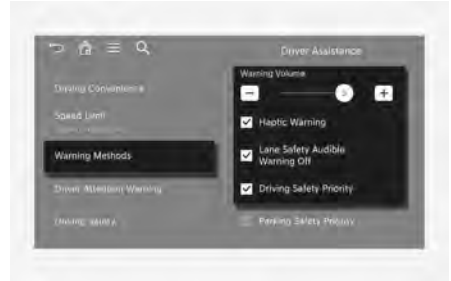 Driver Assistance
Driving Convenience
Speed Limit
Warning Methods
Driver Attention Warning
Driving Safety
Warning Volume
Haptic Warning
Lane Safety Audible
Warning Off
Driving Safety Priority
Parking Safety Priority